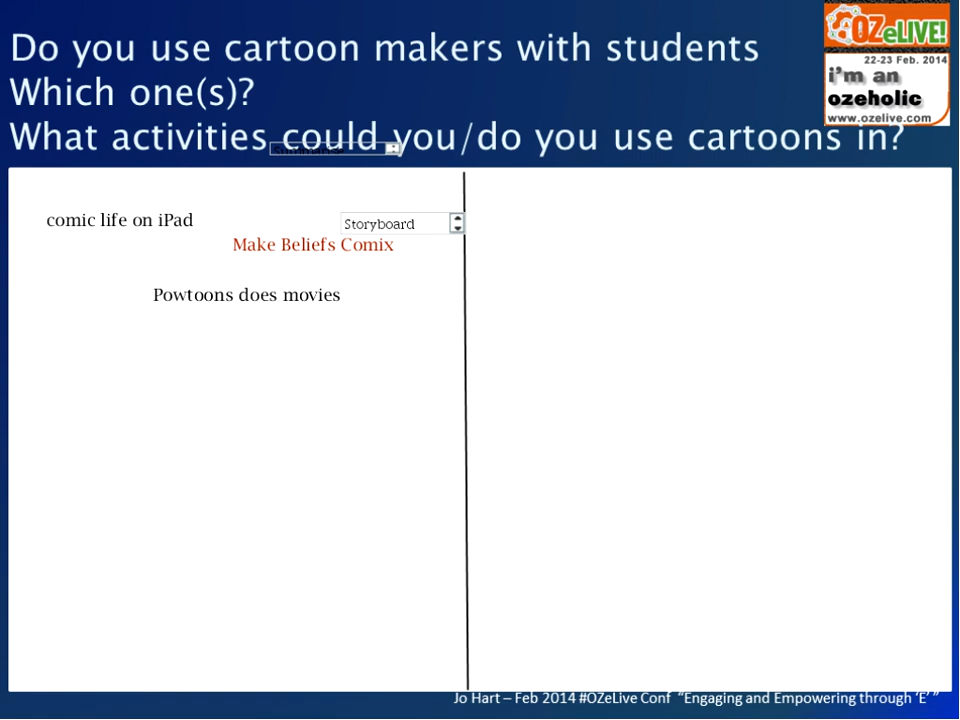 Do you use cartoon makers with students
Which one(s)?
What activities could you/do you use cartoons in?
OZeLIVE!
22-23 Feb. 2014
i'm an
ozeholic
www.ozelive.com
comic life on iPad
Storyboard
Make Beliefs Comix
Powtoons does movies
Jo Hart – Feb 2014 #OZeLive Conf “Engaging and Empowering through ‘E’ ”